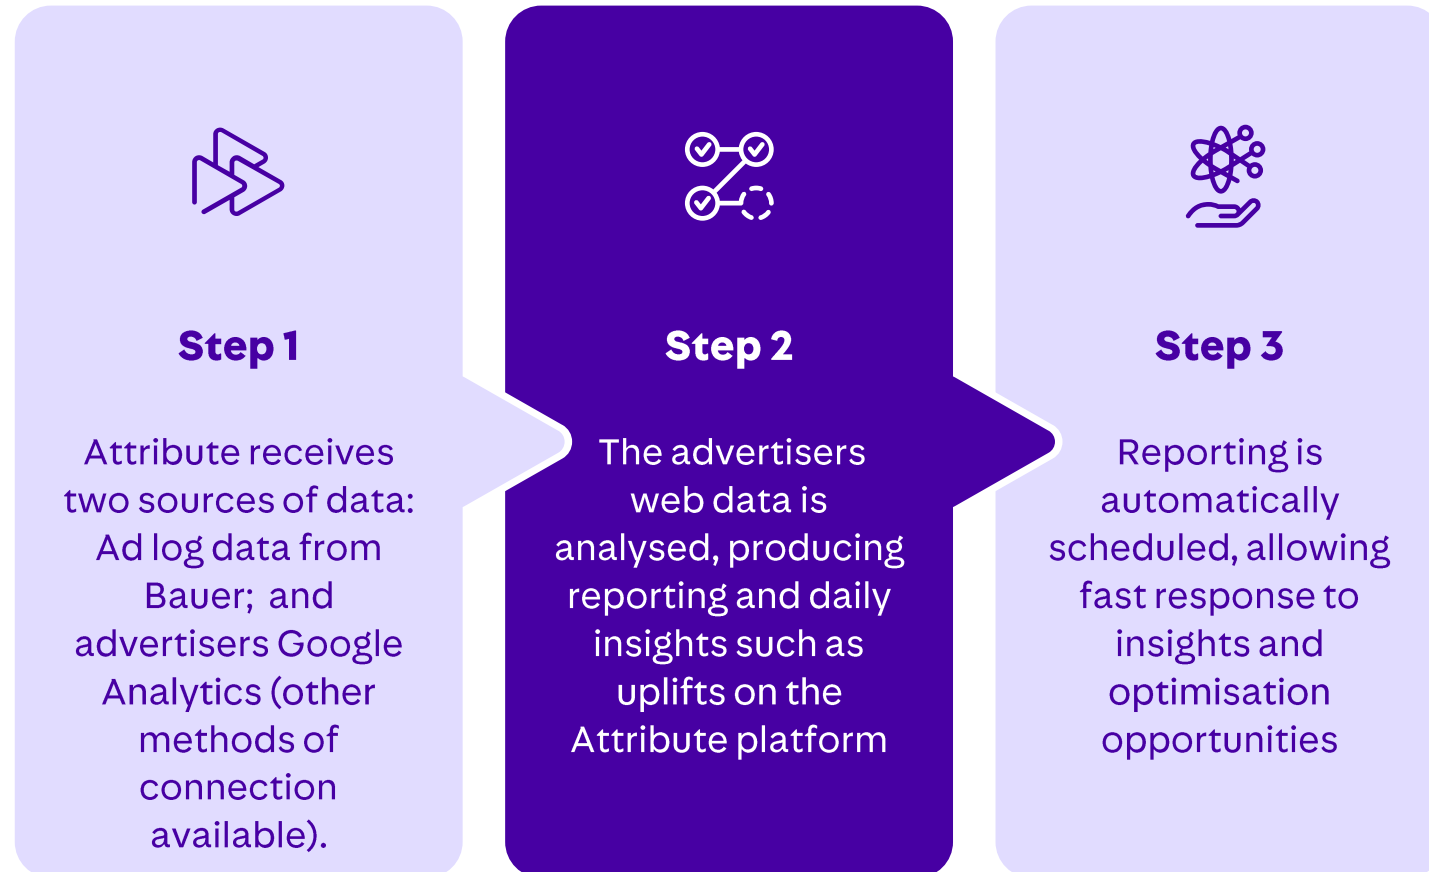 Step 1
Attribute receives
two sources of data:
Ad log data from
Bauer;  and
advertisers Google
Analytics (other
methods of
connection
available).
Step 2
The advertisers
web data is
analysed, producing
reporting and daily
insights such as
uplifts on the
Attribute platform
Step 3
Reporting is
automatically
scheduled, allowing
fast response to
insights and
optimisation
opportunities